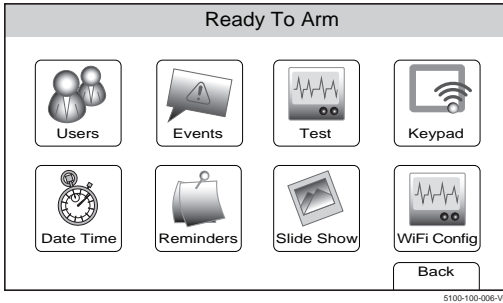 Ready To Arm
Users Events Test Keypad
Date Time Reminders Slide Show WiFi Config
Back
5100-100-006-V